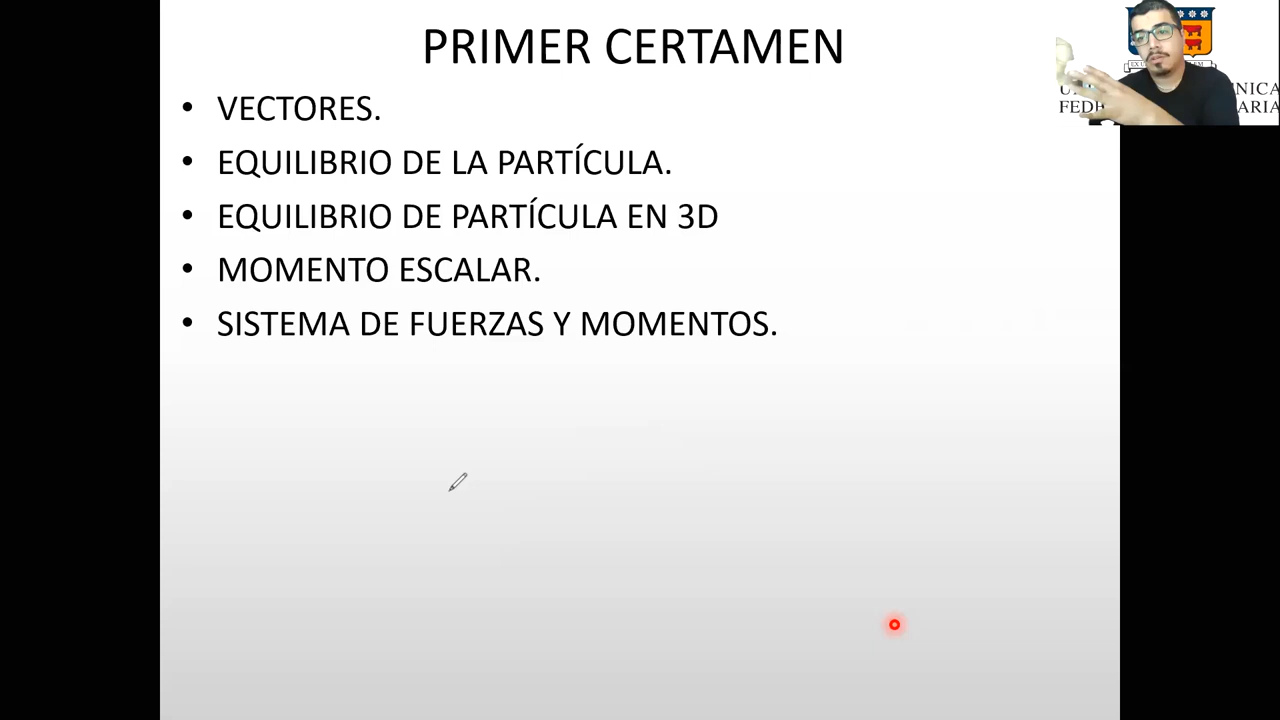 PRIMER CERTAMEN
• VECTORES.
• EQUILIBRIO DE LA PARTÍCULA.
• EQUILIBRIO DE PARTÍCULA EN 3D
• MOMENTO ESCALAR.
• SISTEMA DE FUERZAS Y MOMENTOS.